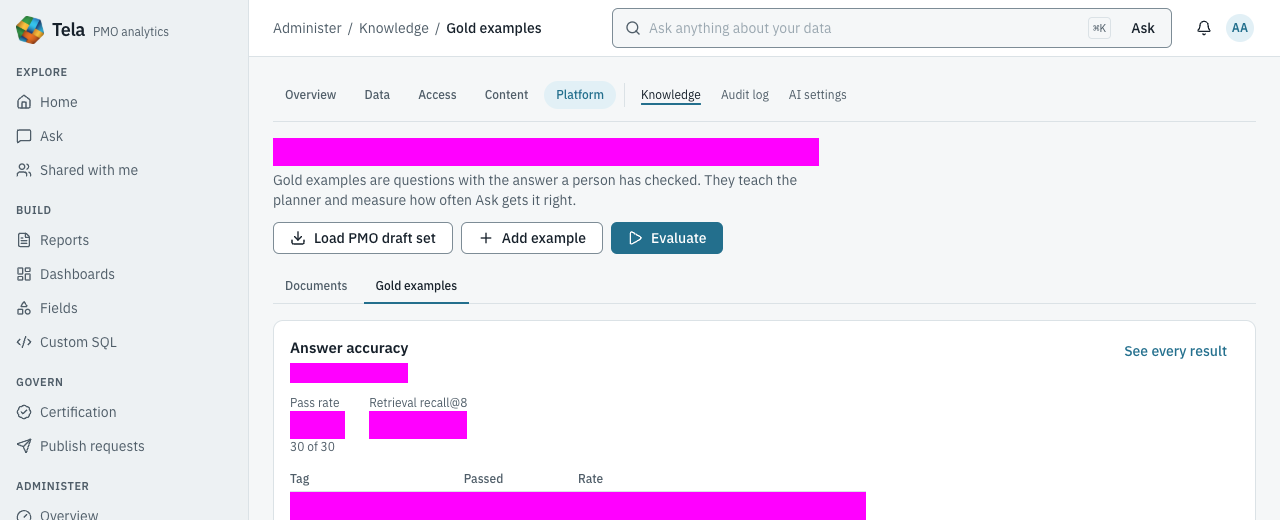 Tela PMO analytics
EXPLORE
Home
Ask
Shared with me
BUILD
Reports
Dashboards
Fields
Custom SQL
GOVERN
Certification
Publish requests
ADMINISTER
Overview
Administer / Knowledge / Gold examples
Ask anything about your data ⌘K Ask
AA
Overview Data Access Content Platform Knowledge Audit log AI settings
Gold examples are questions with the answer a person has checked. They teach the
planner and measure how often Ask gets it right.
Load PMO draft set Add example Evaluate
Documents Gold examples
Answer accuracy
See every result
Pass rate Retrieval recall@8
30 of 30
Tag Passed Rate